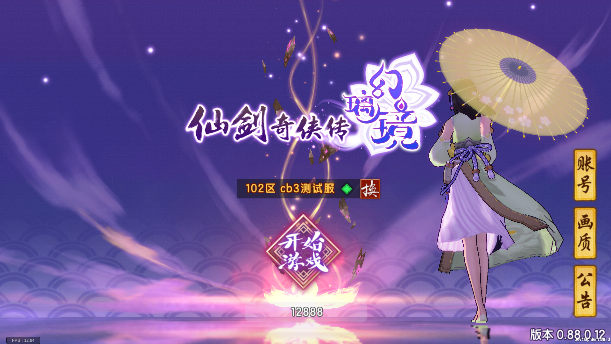 仙剑奇侠传
幻璃境
102区 cb3测试服
换
开始
游戏
12888
账号
画质
公告
版本 0.88.0.12